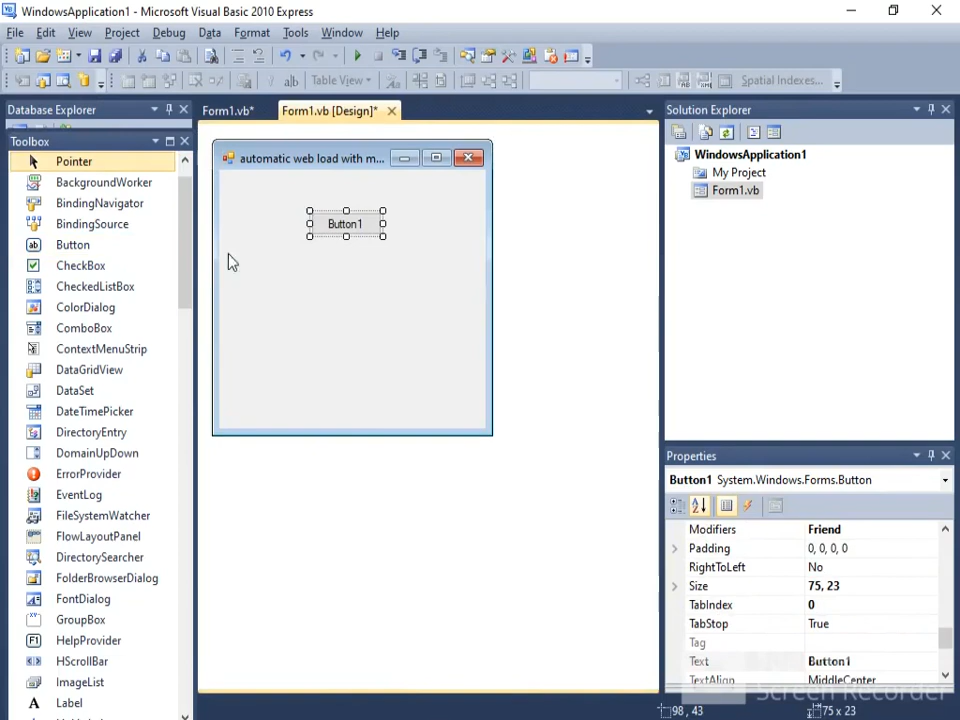 WindowsApplication1 - Microsoft Visual Basic 2010 Express
File Edit View Project Debug Data Format Tools Window Help
Table View Spatial Indexes...
Database Explorer
Form1.vb* Form1.vb [Design]*
Solution Explorer
Toolbox
Pointer
BackgroundWorker
BindingNavigator
BindingSource
Button
CheckBox
CheckedListBox
ColorDialog
ComboBox
ContextMenuStrip
DataGridView
DataSet
DateTimePicker
DirectoryEntry
DomainUpDown
ErrorProvider
EventLog
FileSystemWatcher
FlowLayoutPanel
DirectorySearcher
FolderBrowserDialog
FontDialog
GroupBox
HelpProvider
HScrollBar
ImageList
Label
automatic web load with m...
Button1
WindowsApplication1
My Project
Form1.vb
Properties
Button1 System.Windows.Forms.Button
Modifiers Friend
Padding 0, 0, 0, 0
RightToLeft No
Size 75, 23
TabIndex 0
TabStop True
Tag
Text Button1
TextAlign MiddleCenter
Screen Recorder
98 , 43 75 x 23